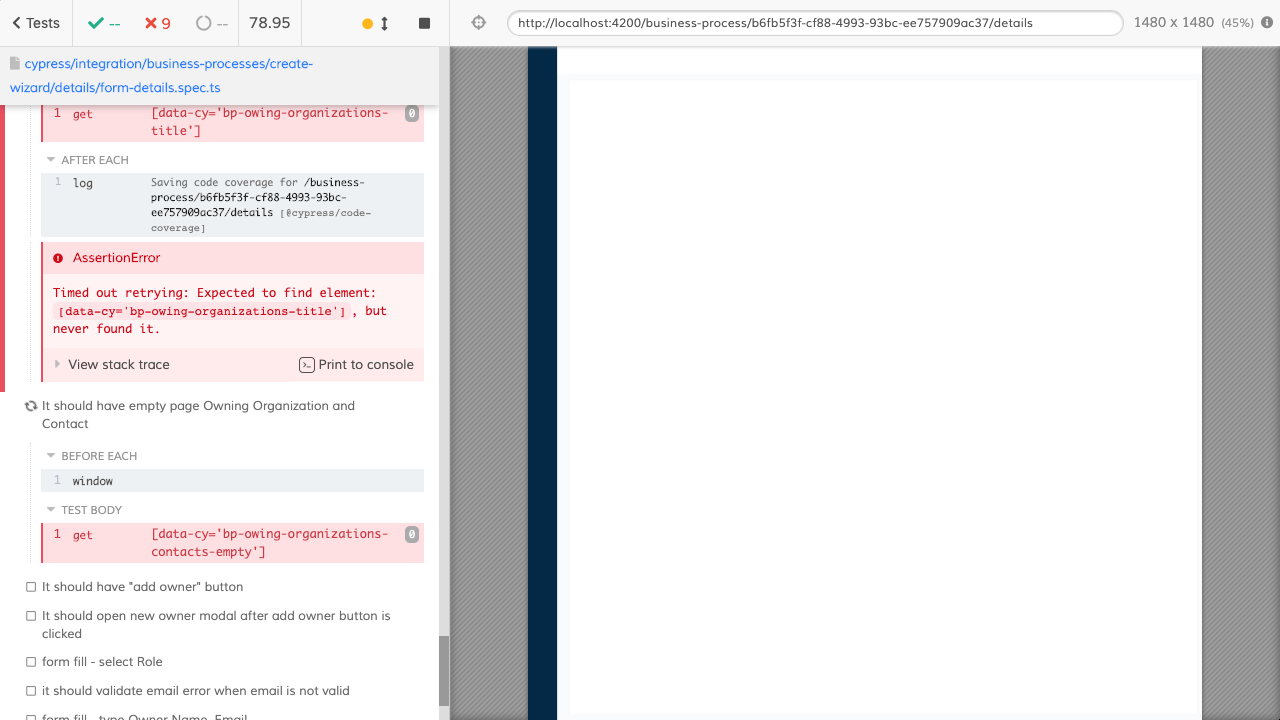 Tests
--
9
--
78.95
http://localhost:4200/business-process/b6fb5f3f-cf88-4993-93bc-ee757909ac37/details
1480 x 1480 (45%)
cypress/integration/business-processes/create-
wizard/details/form-details.spec.ts
1 get [data-cy='bp-owing-organizations- 0
title']
AFTER EACH
1 log Saving code coverage for /business-
process/b6fb5f3f-cf88-4993-93bc-
ee757909ac37/details [@cypress/code-
coverage]
AssertionError
Timed out retrying: Expected to find element:
[data-cy='bp-owing-organizations-title'], but
never found it.
View stack trace
Print to console
It should have empty page Owning Organization and
Contact
BEFORE EACH
1 window
TEST BODY
1 get [data-cy='bp-owing-organizations- 0
contacts-empty']
It should have "add owner" button
It should open new owner modal after add owner button is
clicked
form fill - select Role
it should validate email error when email is not valid
form fill - type Owner Name, Email